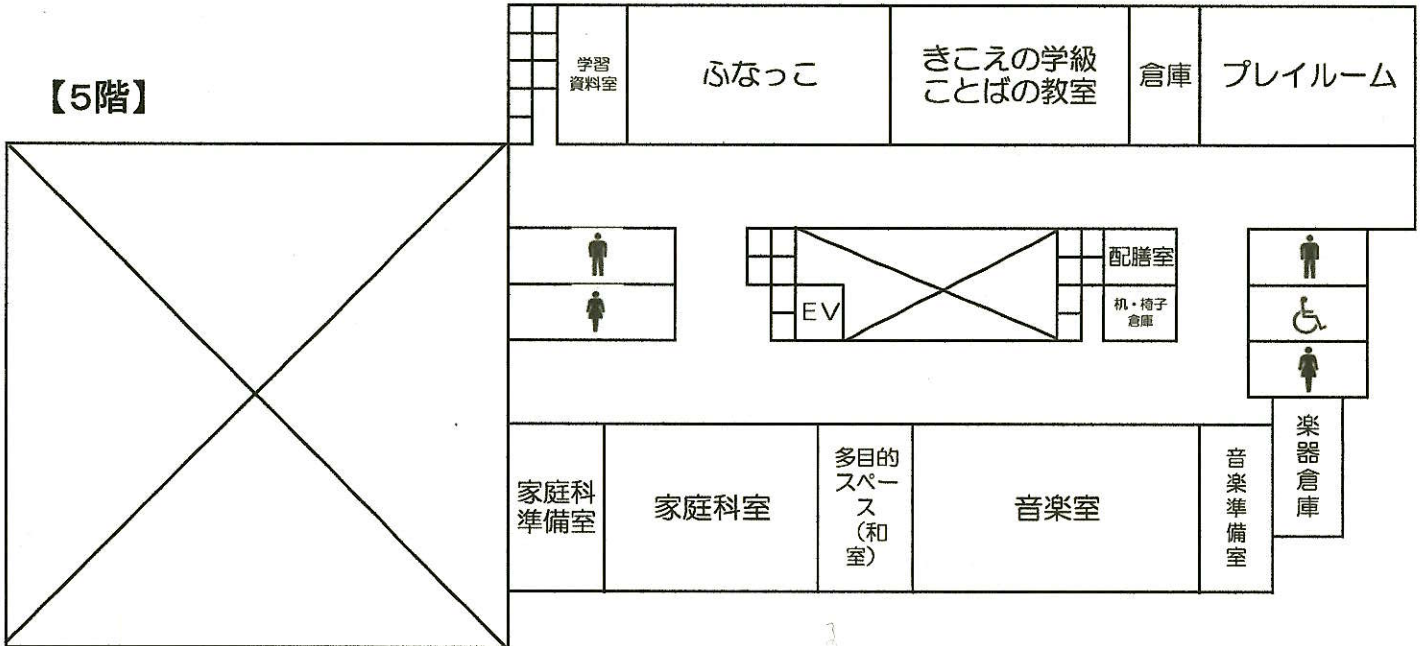 【5階】
学習
資料室
ふなっこ
きこえの学級
ことばの教室
倉庫
プレイルーム
配膳室
EV
机・椅子
倉庫
家庭科
準備室
家庭科室
多目的
スペー
ス
（和
室）
音楽室
音楽準備室
楽器倉庫